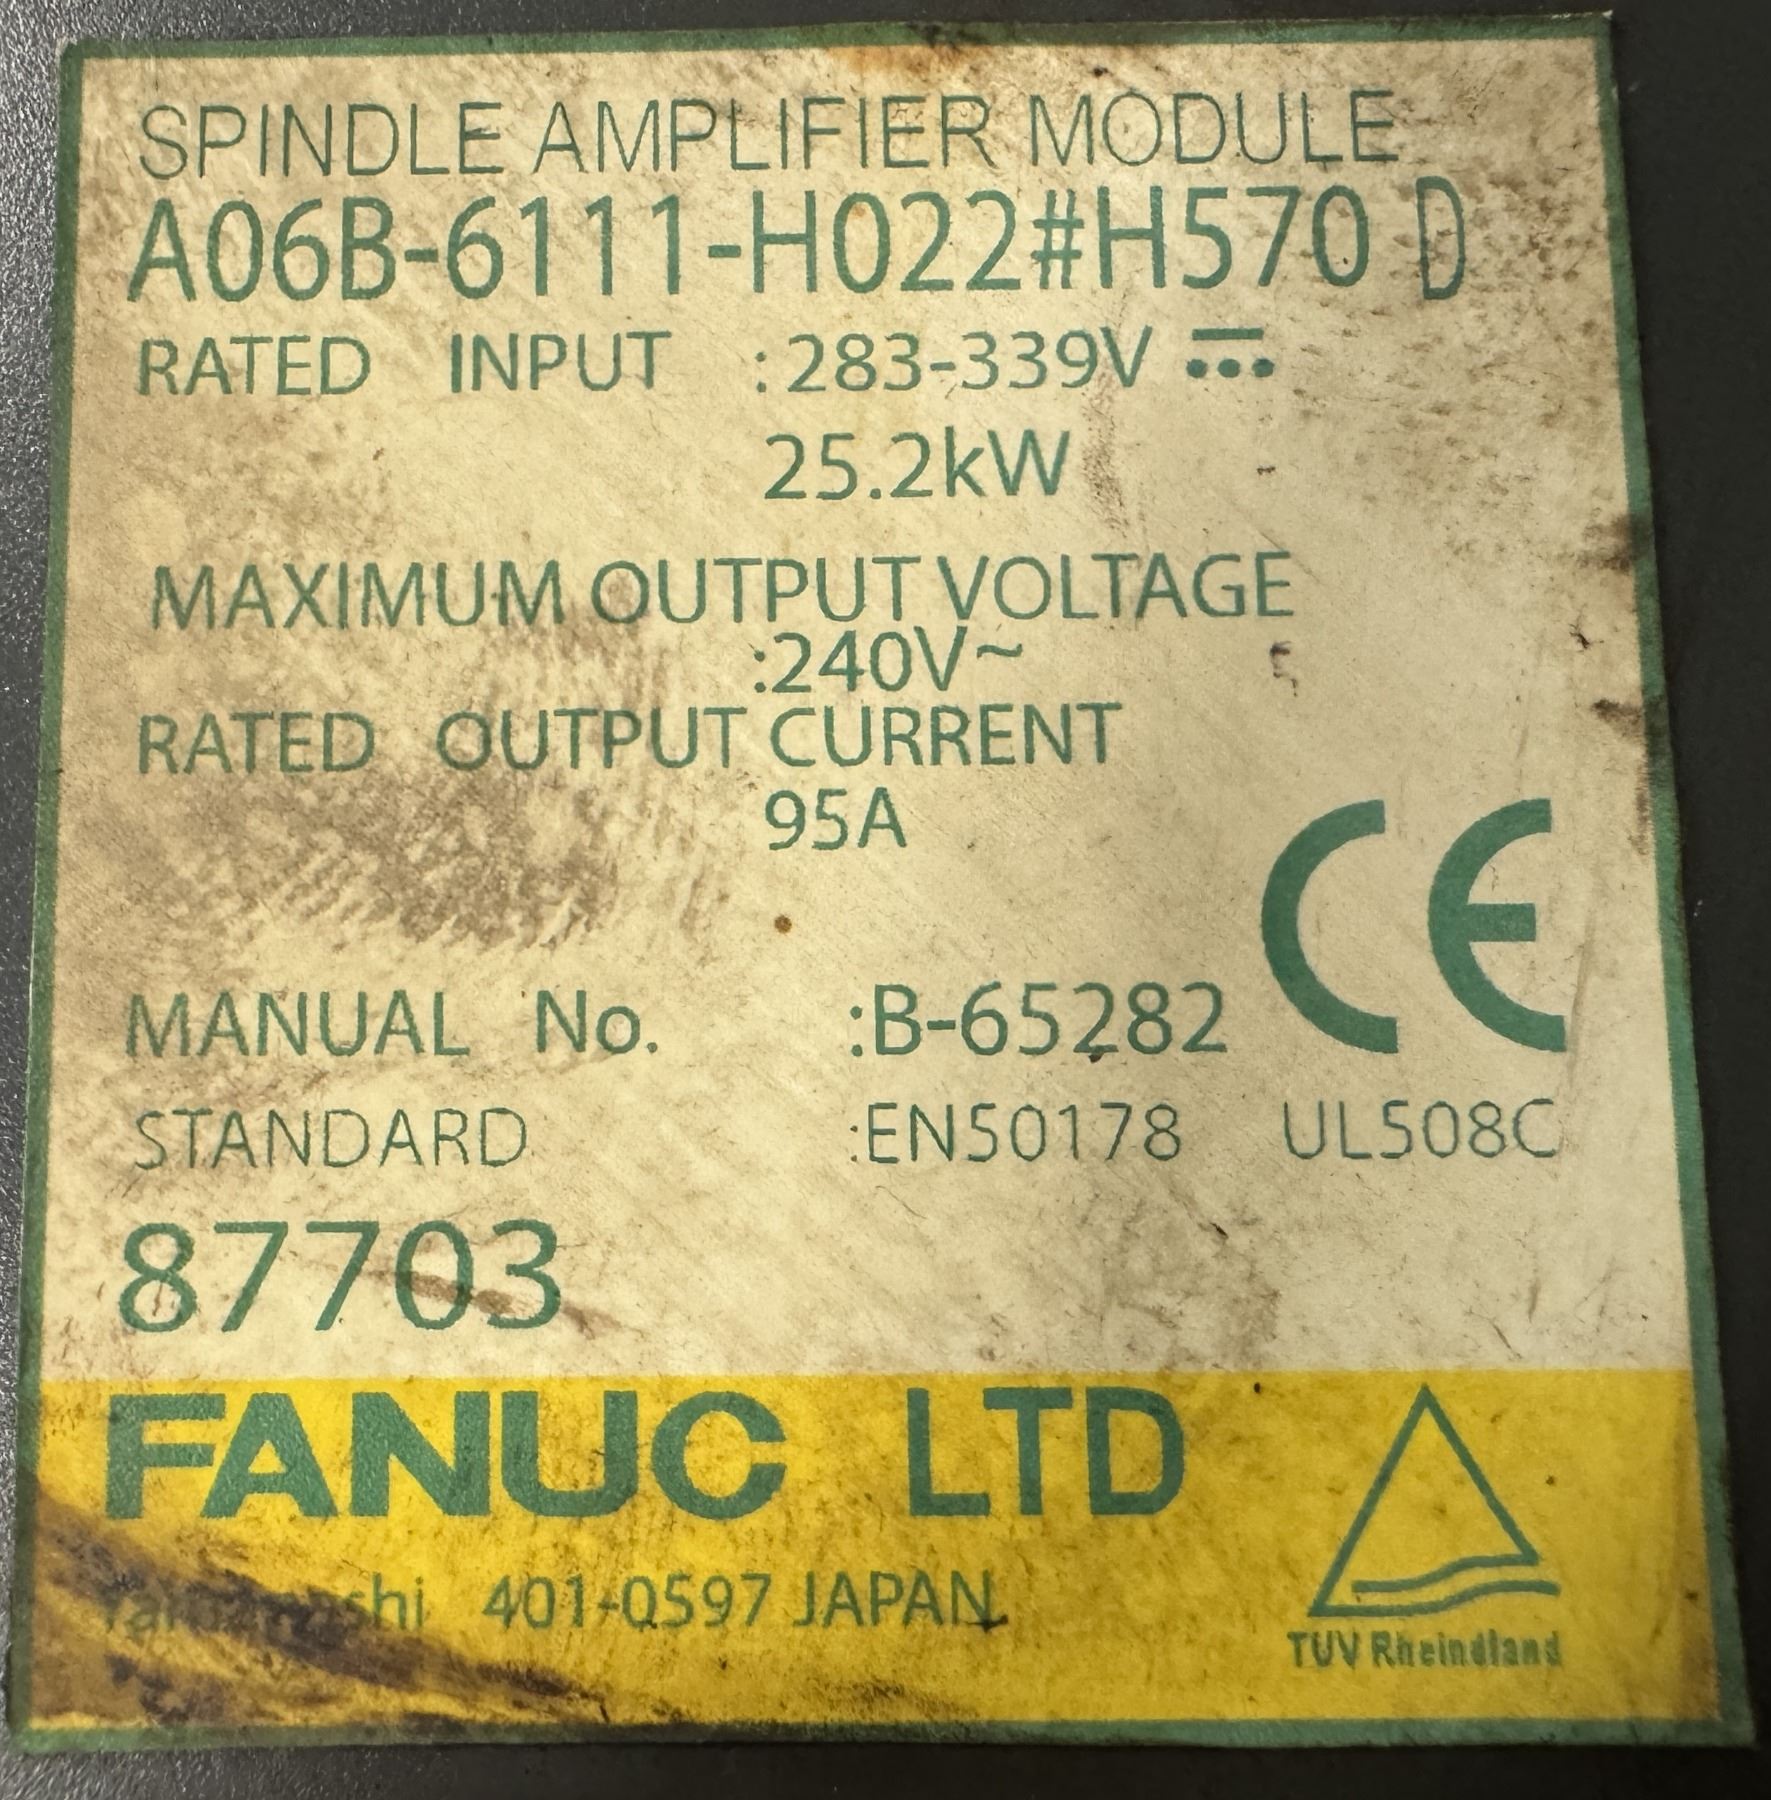 SPINDLE AMPLIFIER MODULE
A06B-6111-H022#H570 D
RATED INPUT :283-339V ⎓
25.2kW
MAXIMUM OUTPUT VOLTAGE
:240V~
RATED OUTPUT CURRENT
95A
CE
MANUAL No. :B-65282
STANDARD :EN50178 UL508C
87703
FANUC LTD
401-0597 JAPAN
TUV Rheindland